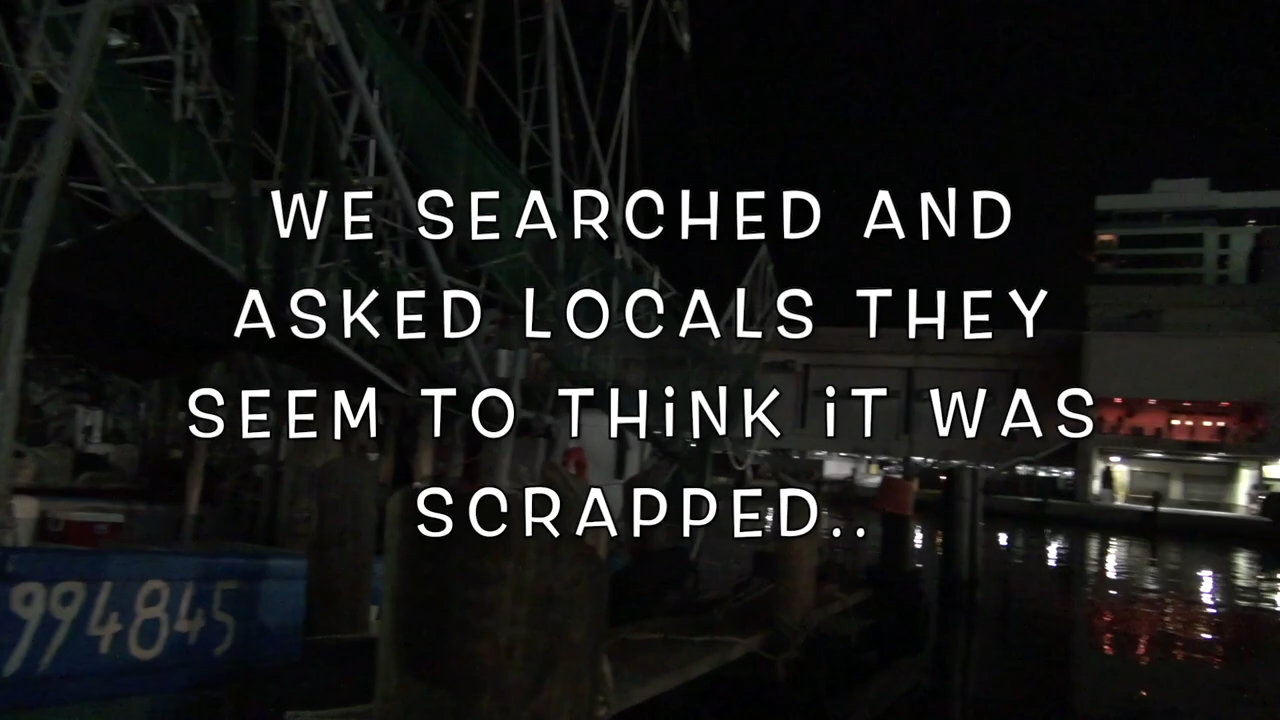 WE SEARCHED AND
ASKED LOCALS THEY
SEEM TO THiNK iT WAS
SCRAPPED..
994845